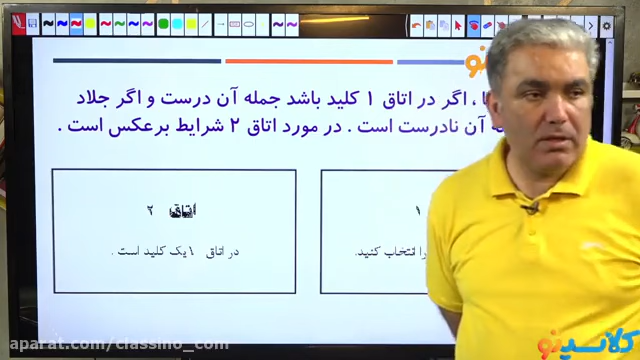 نو
، اگر در اتاق ۱ کلید باشد جمله آن درست و اگر جلاد
آن نادرست است . در مورد اتاق ۲ شرایط برعکس است .
۱
را انتخاب کنید.
اتاق ۲
در اتاق ۱ یک کلید است .
aparat.com/classino_com
کلاسینو